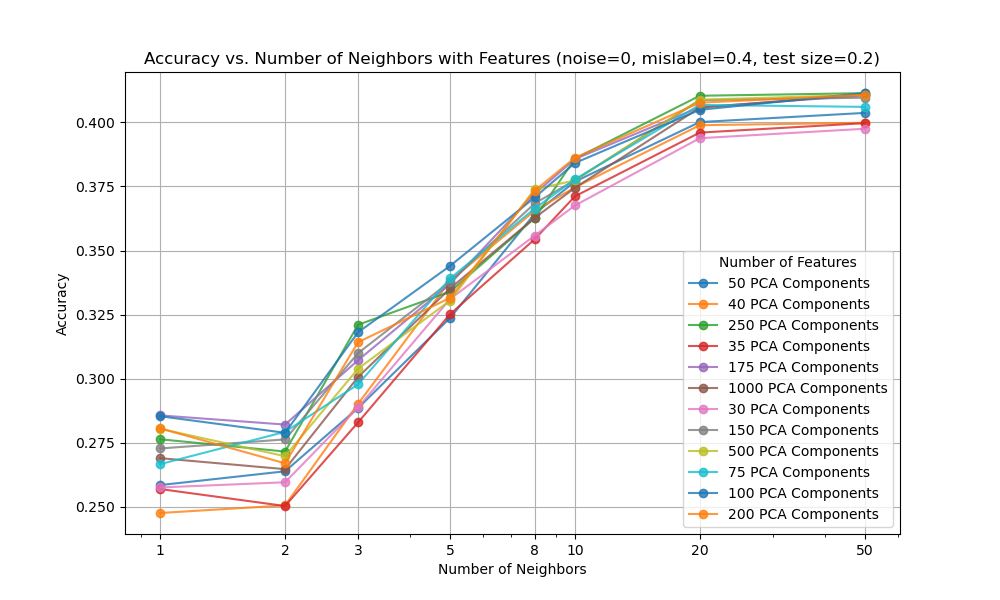 Accuracy vs. Number of Neighbors with Features (noise=0, mislabel=0.4, test size=0.2)
0.400
0.375
0.350
0.325
0.300
0.275
0.250
Accuracy
Number of Features
50 PCA Components
40 PCA Components
250 PCA Components
35 PCA Components
175 PCA Components
1000 PCA Components
30 PCA Components
150 PCA Components
500 PCA Components
75 PCA Components
100 PCA Components
200 PCA Components
1 2 3 5 8 10 20 50
Number of Neighbors